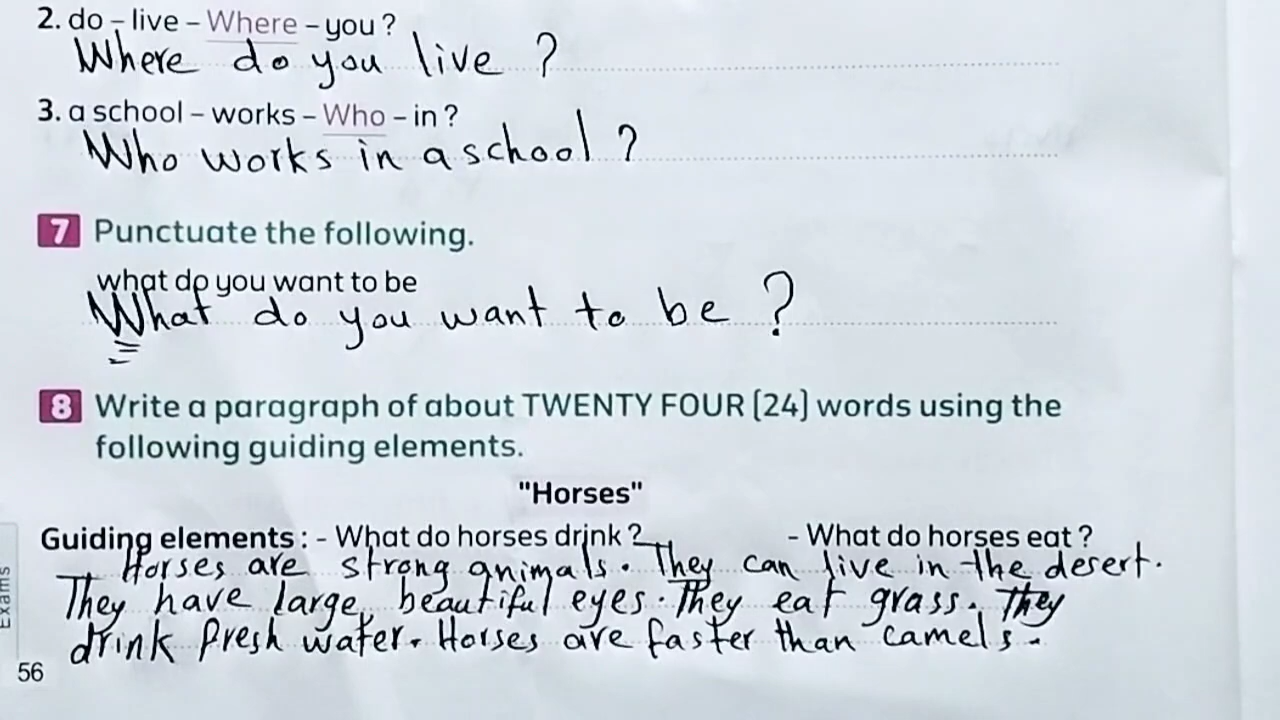 2. do – live – Where – you ?
Where do you live ?
3. a school – works – Who – in ?
Who works in a school ?
7 Punctuate the following.
what do you want to be
What do you want to be ?
8 Write a paragraph of about TWENTY FOUR (24) words using the
following guiding elements.
"Horses"
Guiding elements : - What do horses drink ? - What do horses eat ?
Horses are strong animals. They can live in the desert.
They have large, beautiful eyes. They eat grass. They
drink fresh water. Horses are faster than camels.
Exams
56